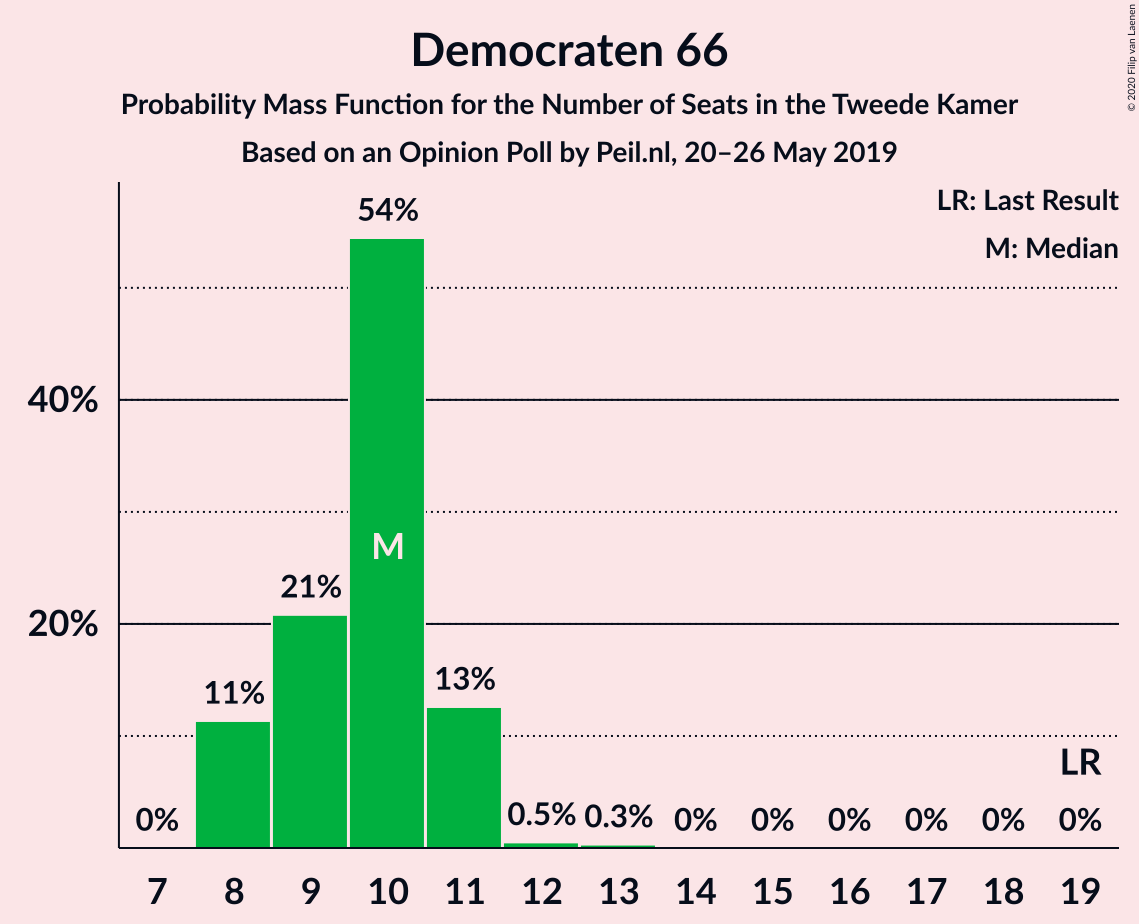 Democraten 66
Probability Mass Function for the Number of Seats in the Tweede Kamer
Based on an Opinion Poll by Peil.nl, 20–26 May 2019
© 2020 Filip van Laenen
LR: Last Result
M: Median
54%
40%
M
21%
20%
13%
11%
LR
0%
0.5%
0.3%
0%
0%
0%
0%
0%
0%
7 8 9 10 11 12 13 14 15 16 17 18 19